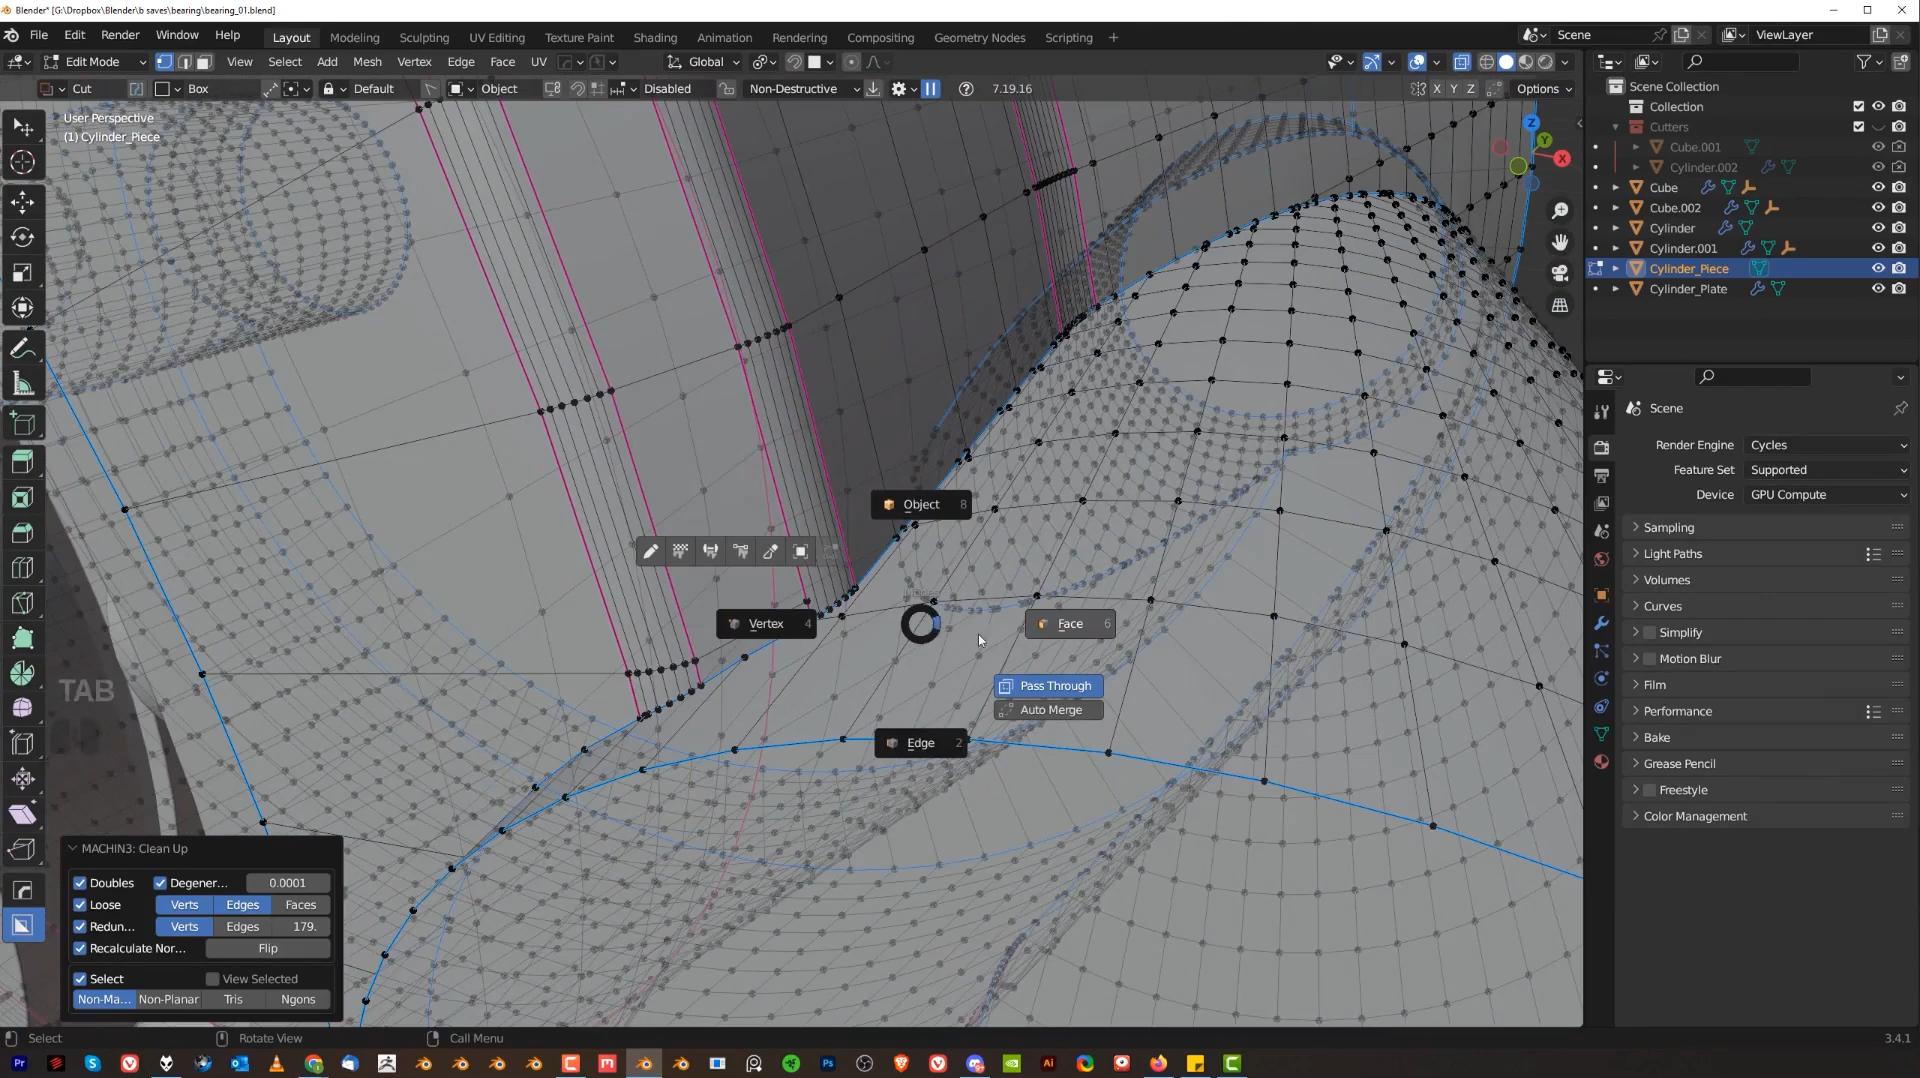 Blender* [G:\Dropbox\Blender\b saves\bearing\bearing_01.blend]
File Edit Render Window Help Layout Modeling Sculpting UV Editing Texture Paint Shading Animation Rendering Compositing Geometry Nodes Scripting + Scene ViewLayer
Edit Mode View Select Add Mesh Vertex Edge Face UV Global
Cut Box Default Object Disabled Non-Destructive 7.19.16 X Y Z Options
User Perspective
(1) Cylinder_Piece
Z
Y
X
Scene Collection
Collection
Cutters
Cube.001
Cylinder.002
Cube
Cube.002
Cylinder
Cylinder.001
Cylinder_Piece
Cylinder_Plate
Scene
Render Engine Cycles
Feature Set Supported
Device GPU Compute
Sampling
Light Paths
Volumes
Curves
Simplify
Motion Blur
Film
Performance
Bake
Grease Pencil
Freestyle
Color Management
Object 8
Vertex 4
Face 6
Pass Through
Auto Merge
Edge 2
TAB
MACHIN3: Clean Up
Doubles Degener... 0.0001
Loose Verts Edges Faces
Redun... Verts Edges 179.
Recalculate Nor... Flip
Select View Selected
Non-Ma... Non-Planar Tris Ngons
Select Rotate View Call Menu 3.4.1